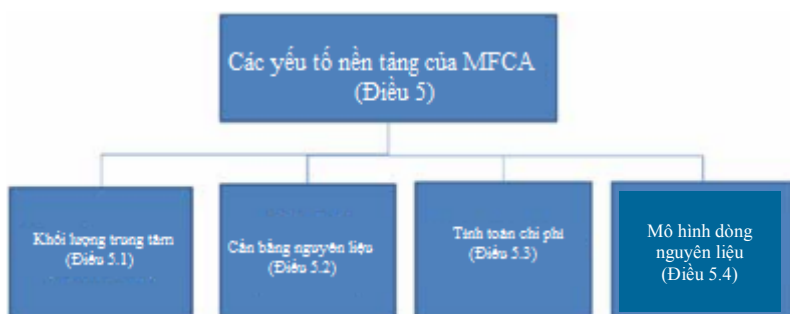 Các yếu tố nền tảng của MFCA
(Điều 5)
Khối lượng trung tâm
(Điều 5.1)
Cân bằng nguyên liệu
(Điều 5.2)
Tính toán chi phí
(Điều 5.3)
Mô hình dòng
nguyên liệu
(Điều 5.4)